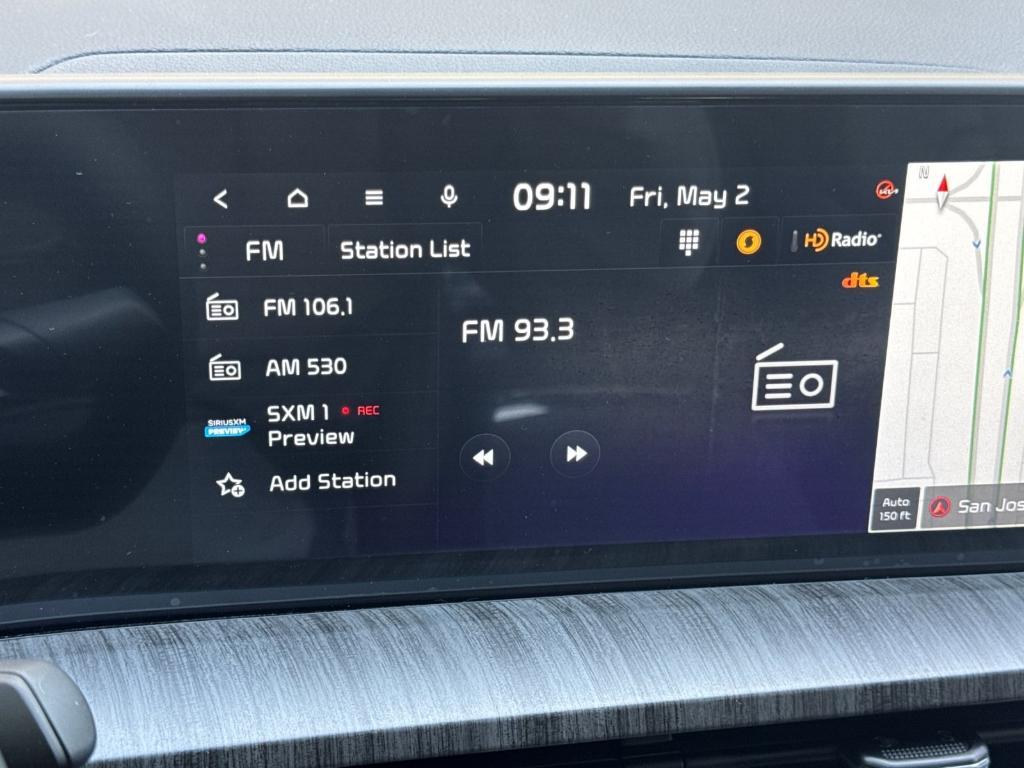 09:11
Fri, May 2
FM
Station List
HD Radio
dts
FM 106.1
AM 530
SIRIUSXM
PREVIEW
SXM 1
REC
Preview
Add Station
FM 93.3
N
Auto
150 ft
San Jos